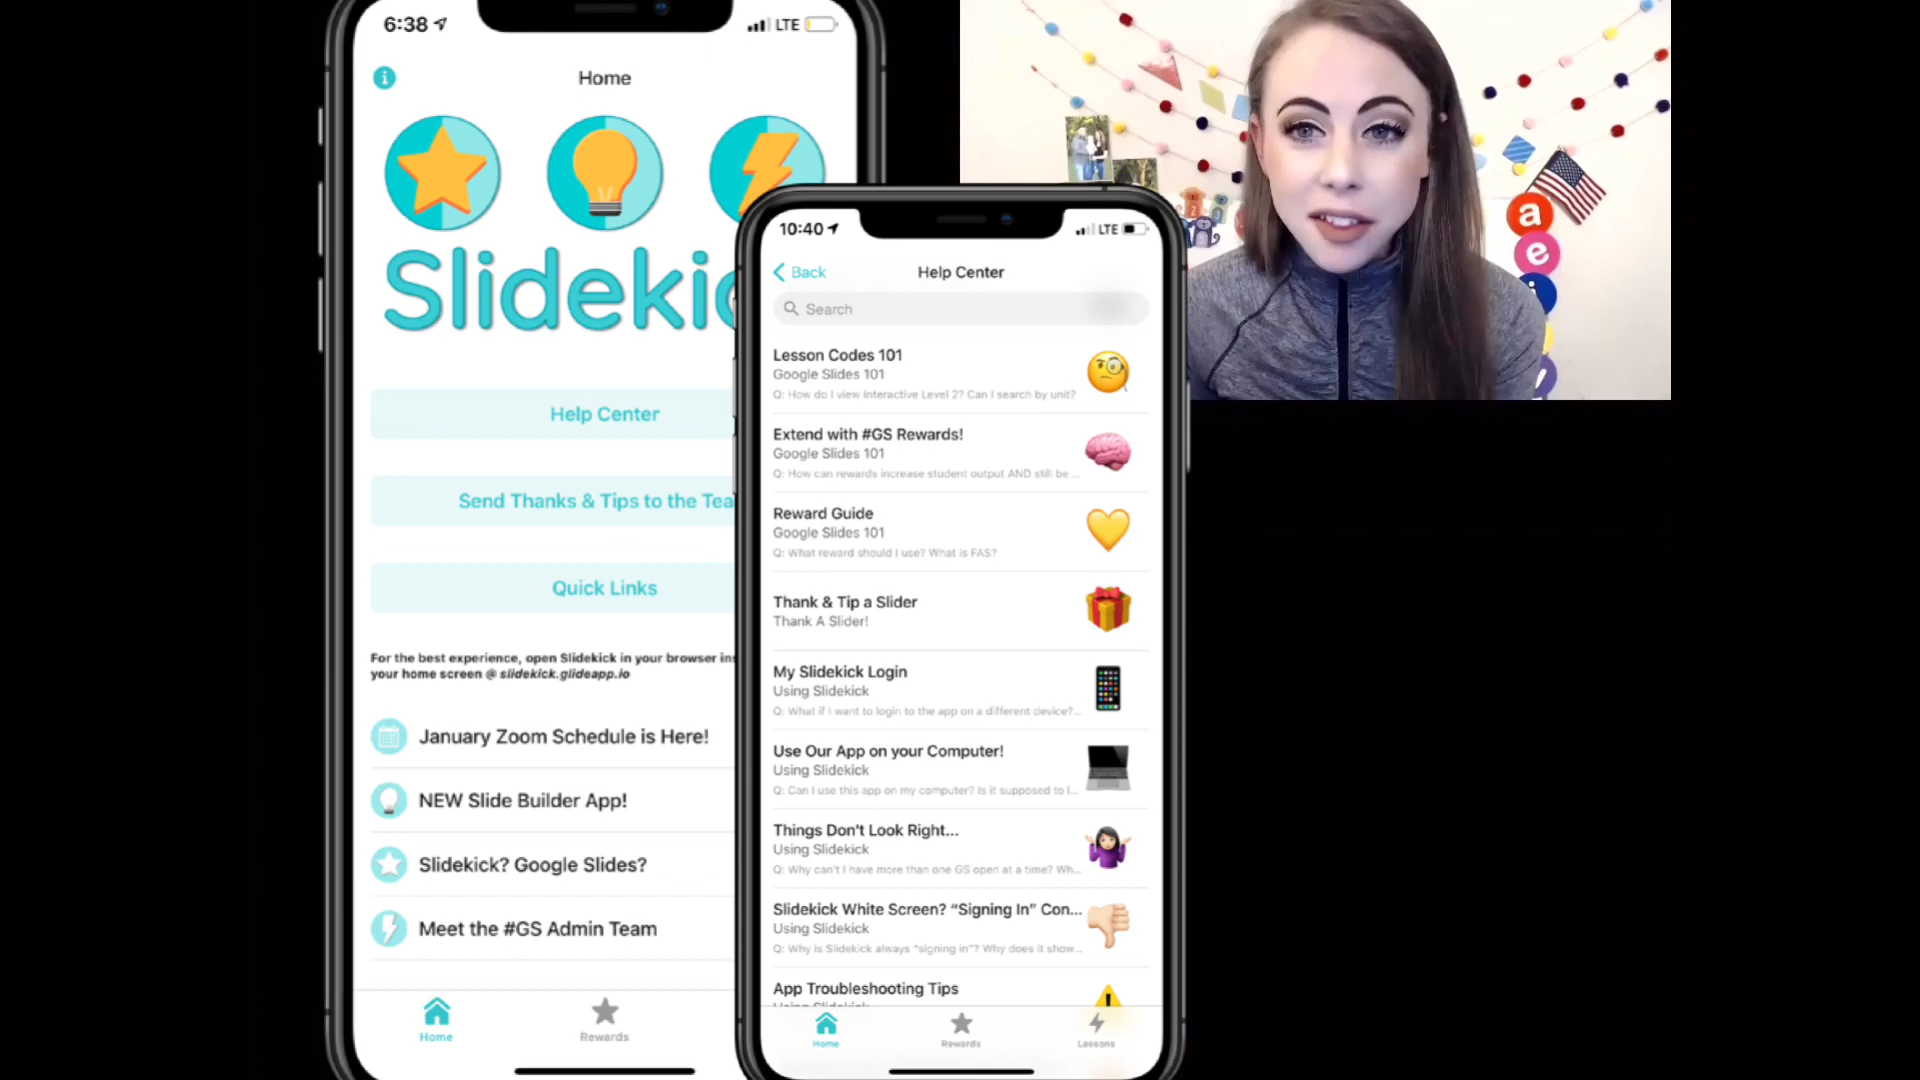 6:38
LTE
Home
Slidekic
Help Center
Send Thanks & Tips to the Tea
Quick Links
For the best experience, open Slidekick in your browser ins
your home screen @ slidekick.glideapp.io
January Zoom Schedule is Here!
NEW Slide Builder App!
Slidekick? Google Slides?
Meet the #GS Admin Team
Home
Rewards
10:40
LTE
Back
Help Center
Search
Lesson Codes 101
Google Slides 101
Q: How do I view Interactive Level 2? Can I search by unit?
Extend with #GS Rewards!
Google Slides 101
Q: How can rewards increase student output AND still be ...
Reward Guide
Google Slides 101
Q: What reward should I use? What is FAS?
Thank & Tip a Slider
Thank A Slider!
My Slidekick Login
Using Slidekick
Q: What if I want to login to the app on a different device?...
Use Our App on your Computer!
Using Slidekick
Q: Can I use this app on my computer? Is it supposed to l...
Things Don't Look Right...
Using Slidekick
Q: Why can't I have more than one GS open at a time? Wh...
Slidekick White Screen? “Signing In” Con...
Using Slidekick
Q: Why is Slidekick always "signing in"? Why does it show...
App Troubleshooting Tips
Using Slidekick
Home
Rewards
Lessons
a
e
i